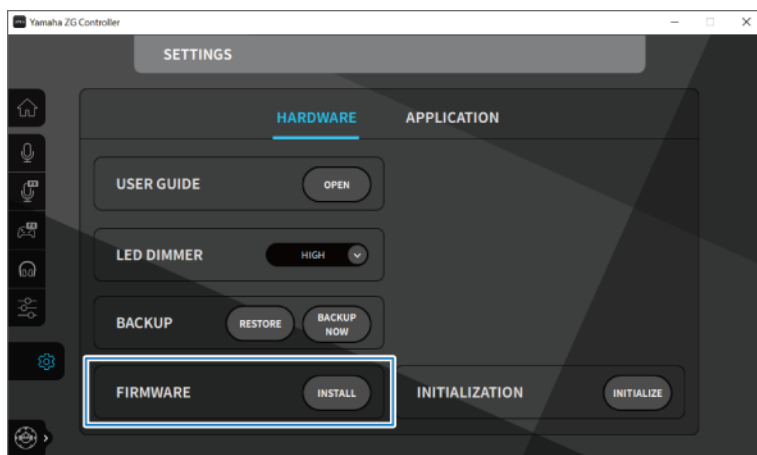 Yamaha ZG Controller
SETTINGS
HARDWARE
APPLICATION
USER GUIDE
OPEN
LED DIMMER
HIGH
BACKUP
RESTORE
BACKUP
NOW
FIRMWARE
INSTALL
INITIALIZATION
INITIALIZE